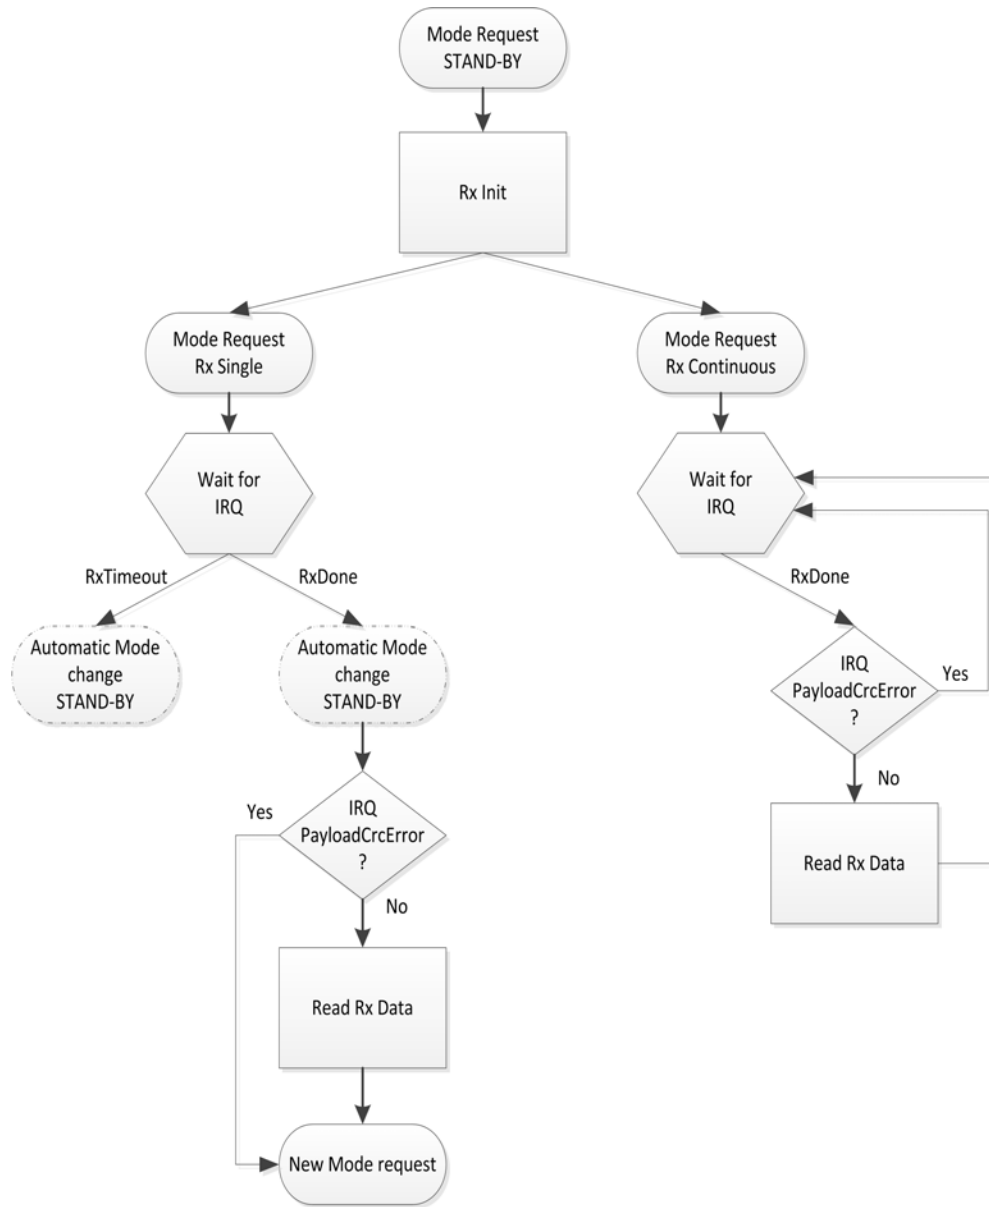 Mode Request
STAND-BY
Rx Init
Mode Request
Rx Single
Mode Request
Rx Continuous
Wait for
IRQ
Wait for
IRQ
RxTimeout
RxDone
RxDone
Automatic Mode
change
STAND-BY
Automatic Mode
change
STAND-BY
IRQ
PayloadCrcError
?
Yes
No
Read Rx Data
IRQ
PayloadCrcError
?
Yes
No
Read Rx Data
New Mode request